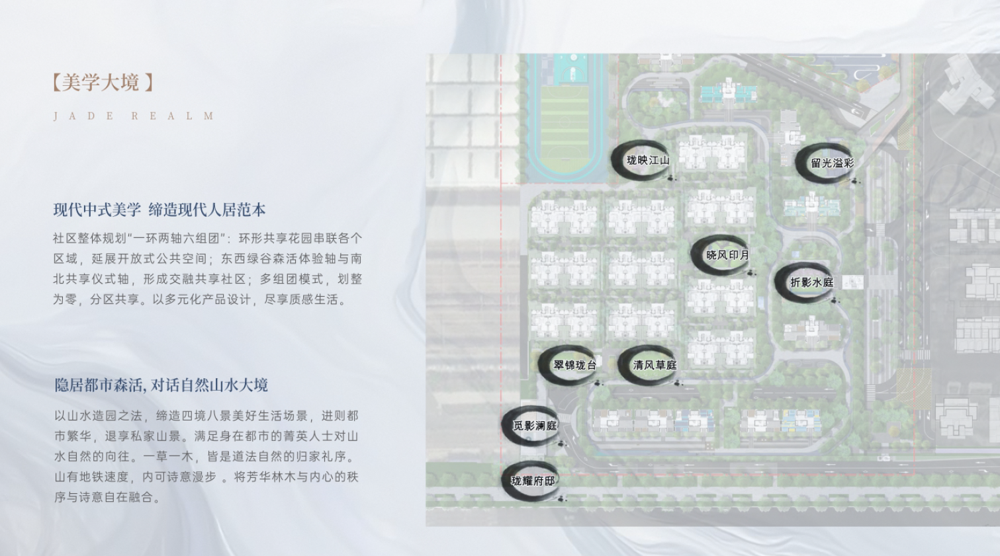 【美学大境】
JADE REALM
现代中式美学 缔造现代人居范本
社区整体规划“一环两轴六组团”：环形共享花园串联各个
区域，延展开放式公共空间；东西绿谷森活体验轴与南
北共享仪式轴，形成交融共享社区；多组团模式，划整
为零，分区共享。以多元化产品设计，尽享质感生活。
隐居都市森活, 对话自然山水大境
以山水造园之法，缔造四境八景美好生活场景，进则都
市繁华，退享私家山景。满足身在都市的菁英人士对山
水自然的向往。一草一木，皆是道法自然的归家礼序。
山有地铁速度，内可诗意漫步 。将芳华林木与内心的秩
序与诗意自在融合。
珑映江山
留光溢彩
晓风印月
折影水庭
翠锦珑台
清风草庭
觅影澜庭
珑耀府邸